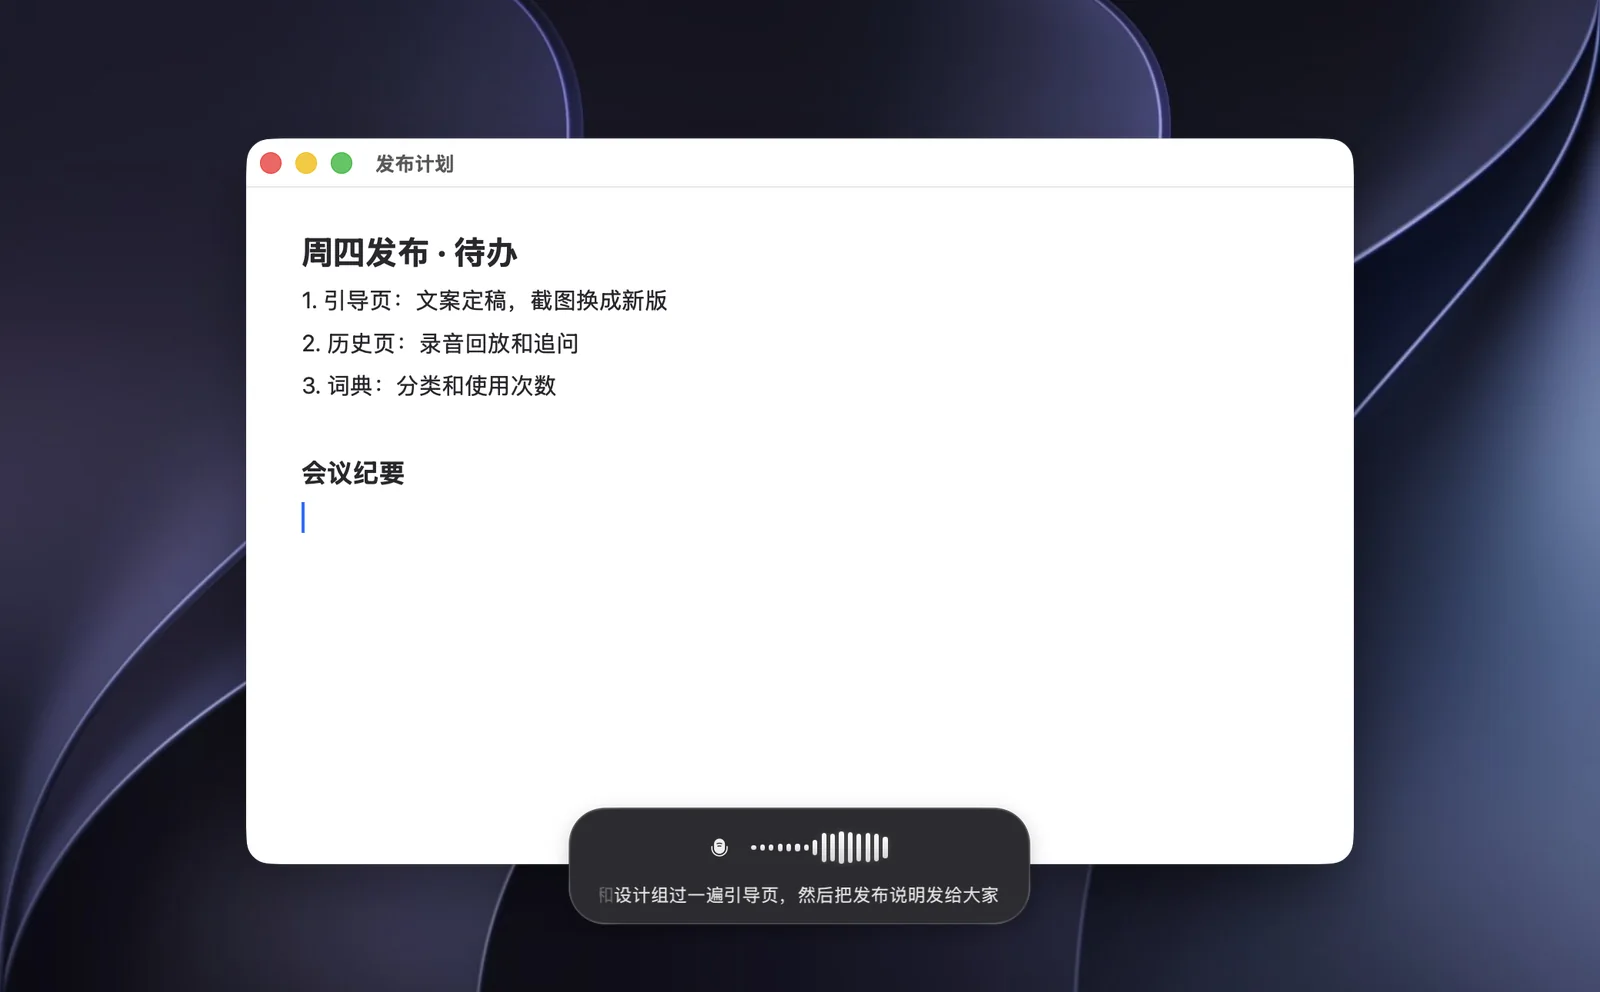 发布计划
周四发布 · 待办
1. 引导页：文案定稿，截图换成新版
2. 历史页：录音回放和追问
3. 词典：分类和使用次数
会议纪要
和设计组过一遍引导页，然后把发布说明发给大家